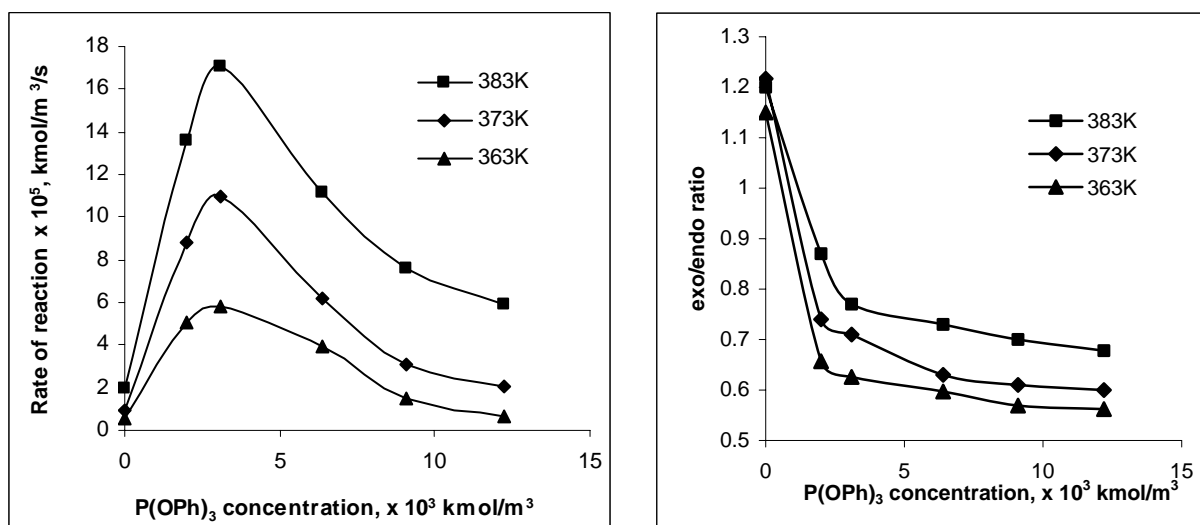 Rate of reaction x 10⁵, kmol/m³/s
18
16
14
12
10
8
6
4
2
0
383K
373K
363K
0 5 10 15
P(OPh)₃ concentration, x 10³ kmol/m³
exo/endo ratio
1.3
1.2
1.1
1
0.9
0.8
0.7
0.6
0.5
383K
373K
363K
0 5 10 15
P(OPh)₃ concentration, x 10³ kmol/m³